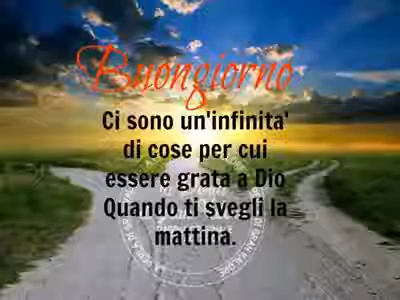 Buongiorno
Ci sono un'infinita'
di cose per cui
essere grata a Dio
Quando ti svegli la
mattina.